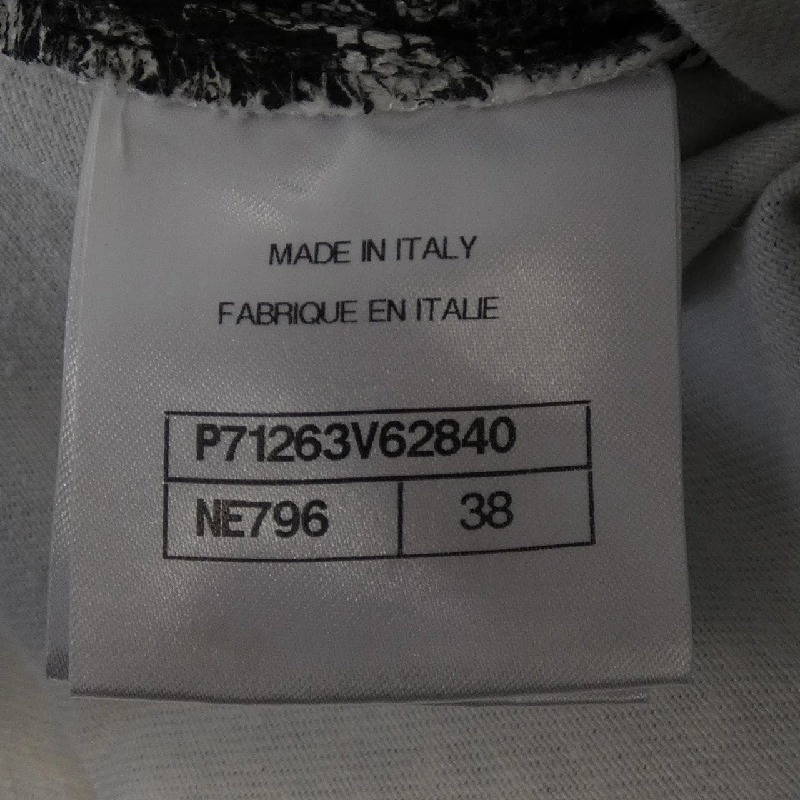 MADE IN ITALY
FABRIQUE EN ITALIE
P71263V62840
NE796 38